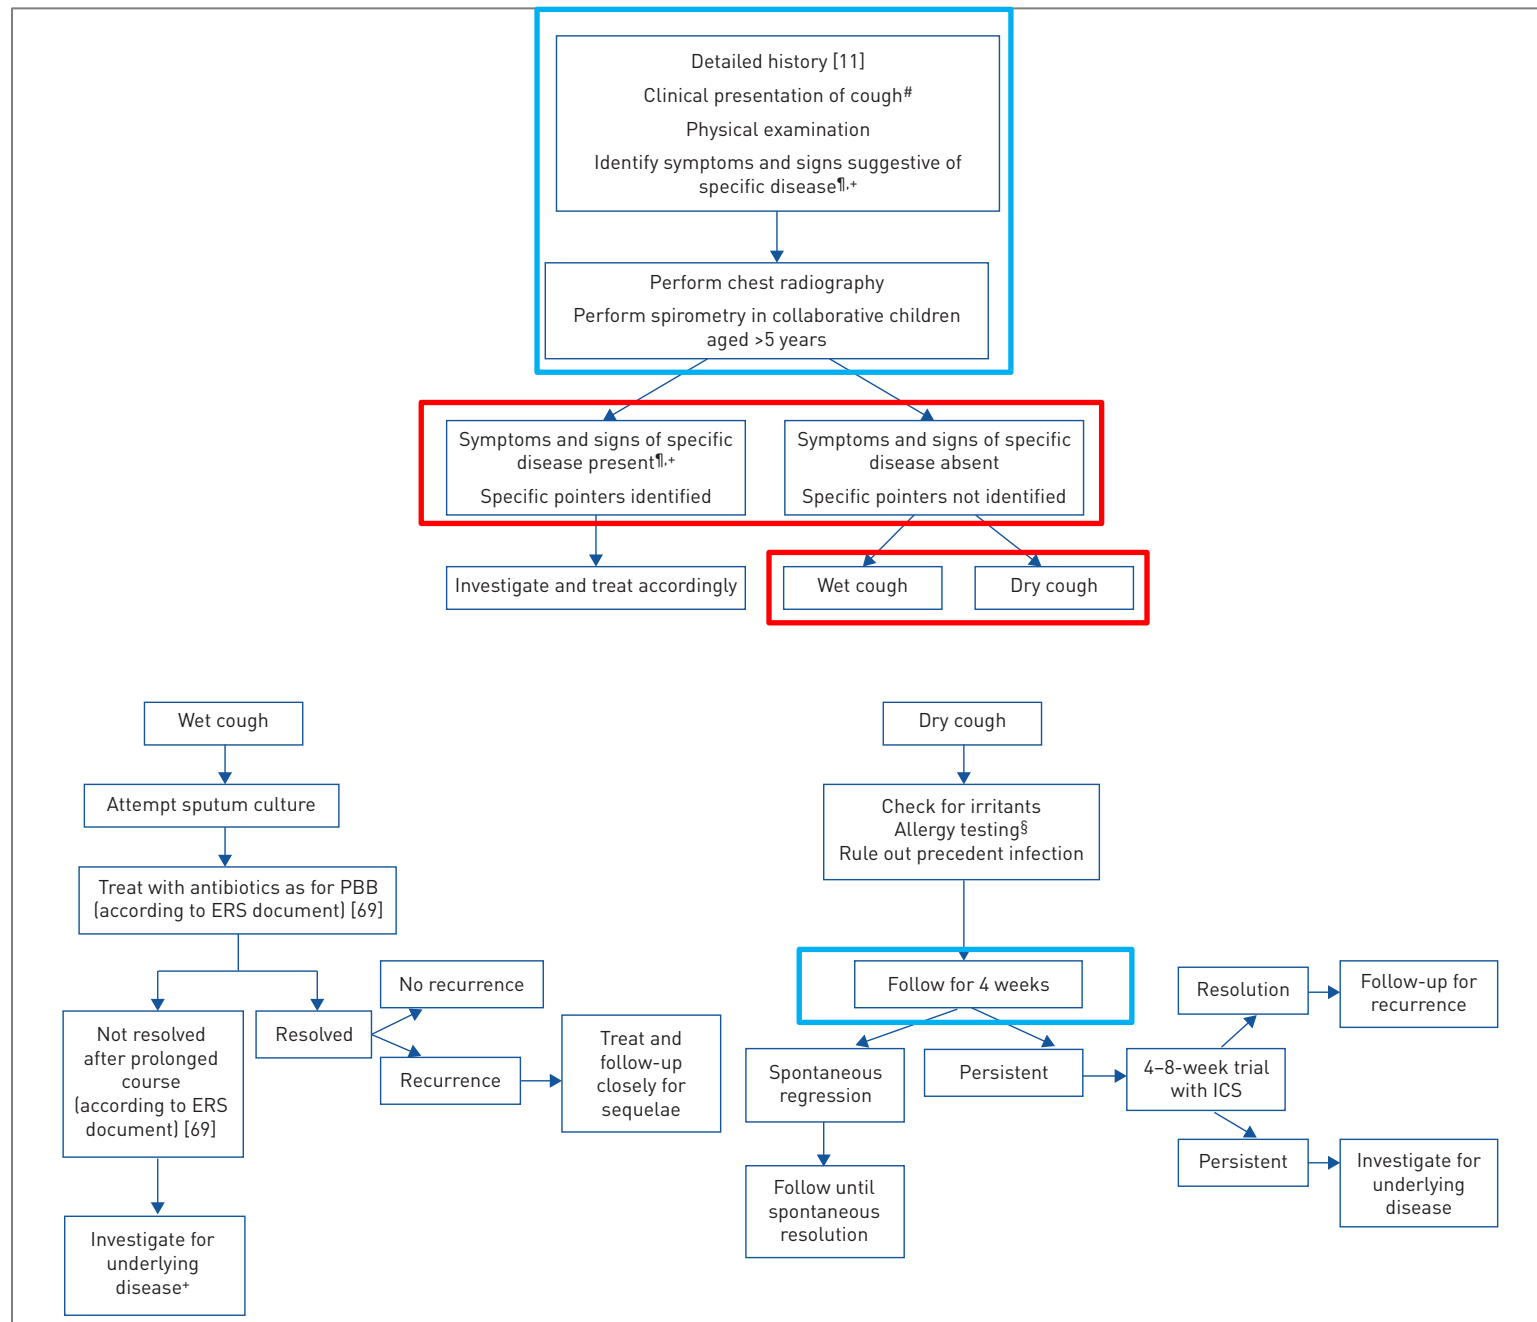 Detailed history [11]
Clinical presentation of cough#
Physical examination
Identify symptoms and signs suggestive of
specific disease¶,+
Perform chest radiography
Perform spirometry in collaborative children
aged >5 years
Symptoms and signs of specific
disease present¶,+
Specific pointers identified
Symptoms and signs of specific
disease absent
Specific pointers not identified
Investigate and treat accordingly
Wet cough
Dry cough
Wet cough
Attempt sputum culture
Treat with antibiotics as for PBB
(according to ERS document) [69]
Not resolved
after prolonged
course
(according to ERS
document) [69]
Resolved
No recurrence
Recurrence
Treat and
follow-up
closely for
sequelae
Investigate for
underlying
disease+
Dry cough
Check for irritants
Allergy testing§
Rule out precedent infection
Follow for 4 weeks
Spontaneous
regression
Persistent
Follow until
spontaneous
resolution
4–8-week trial
with ICS
Resolution
Follow-up for
recurrence
Persistent
Investigate for
underlying
disease